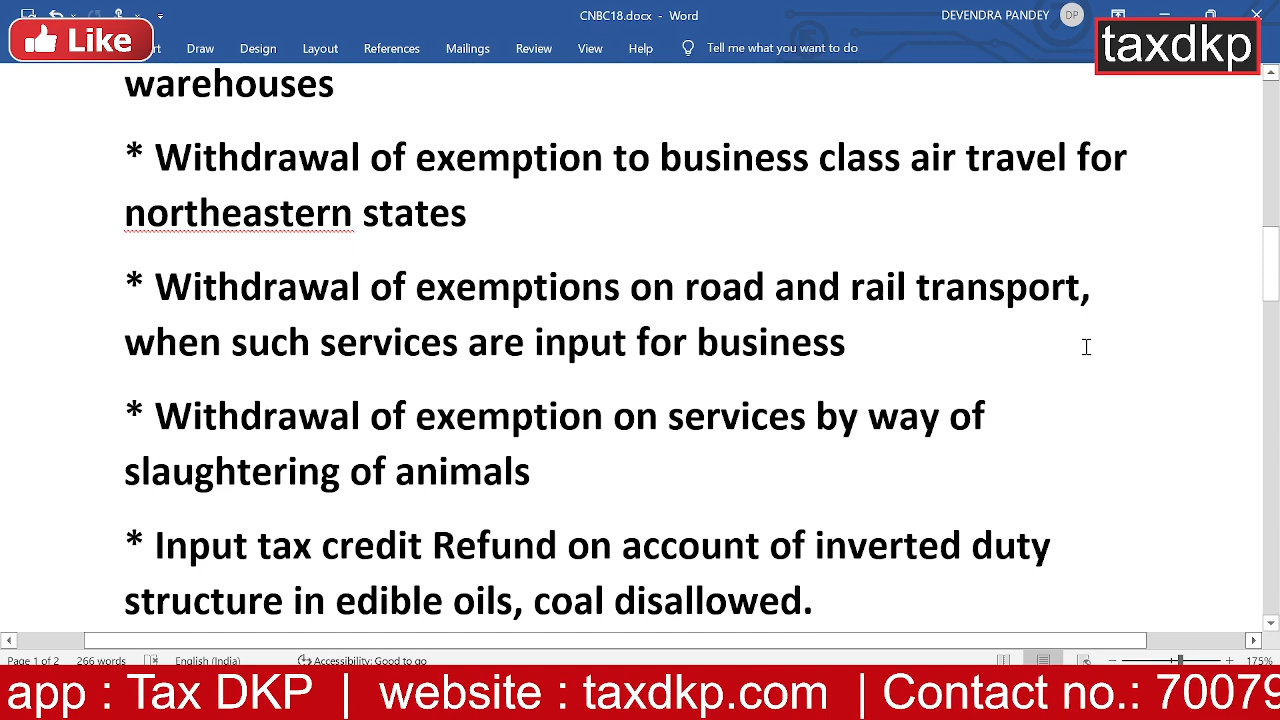 CNBC18.docx - Word
DEVENDRA PANDEY DP
Like
Draw Design Layout References Mailings Review View Help Tell me what you want to do
taxdkp
warehouses
* Withdrawal of exemption to business class air travel for
northeastern states
* Withdrawal of exemptions on road and rail transport,
when such services are input for business
* Withdrawal of exemption on services by way of
slaughtering of animals
* Input tax credit Refund on account of inverted duty
structure in edible oils, coal disallowed.
Page 1 of 2 266 words English (India) Accessibility: Good to go 175%
app : Tax DKP | website : taxdkp.com | Contact no.: 70079